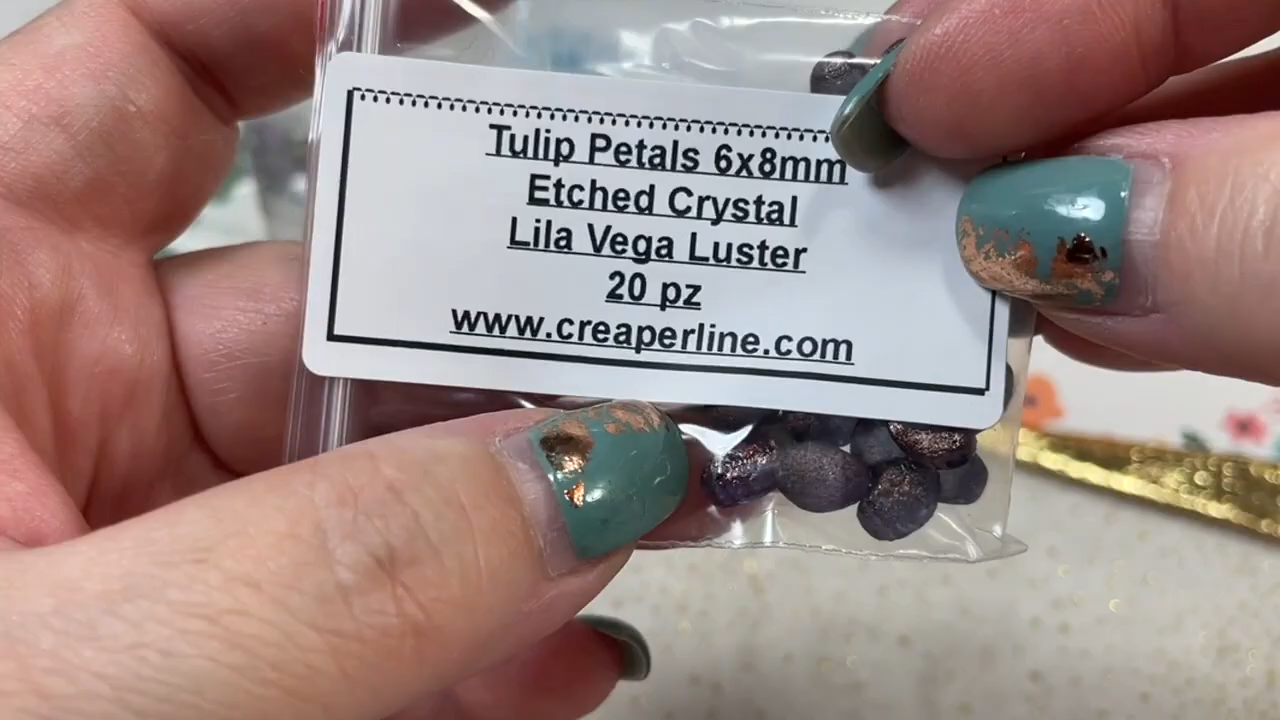 Tulip Petals 6x8mm
Etched Crystal
Lila Vega Luster
20 pz
www.creaperline.com